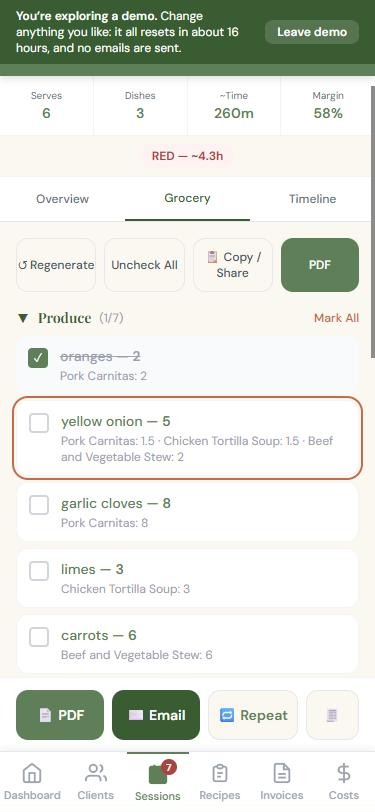 You're exploring a demo. Change
anything you like: it all resets in about 16
hours, and no emails are sent.
Leave demo
Serves
Dishes
~Time
Margin
6
3
260m
58%
RED — ~4.3h
Overview
Grocery
Timeline
↺ Regenerate
Uncheck All
Copy /
Share
PDF
▼ Produce (1/7)
Mark All
oranges — 2
Pork Carnitas: 2
yellow onion — 5
Pork Carnitas: 1.5 · Chicken Tortilla Soup: 1.5 · Beef
and Vegetable Stew: 2
garlic cloves — 8
Pork Carnitas: 8
limes — 3
Chicken Tortilla Soup: 3
carrots — 6
Beef and Vegetable Stew: 6
PDF
Email
Repeat
7
Dashboard
Clients
Sessions
Recipes
Invoices
Costs